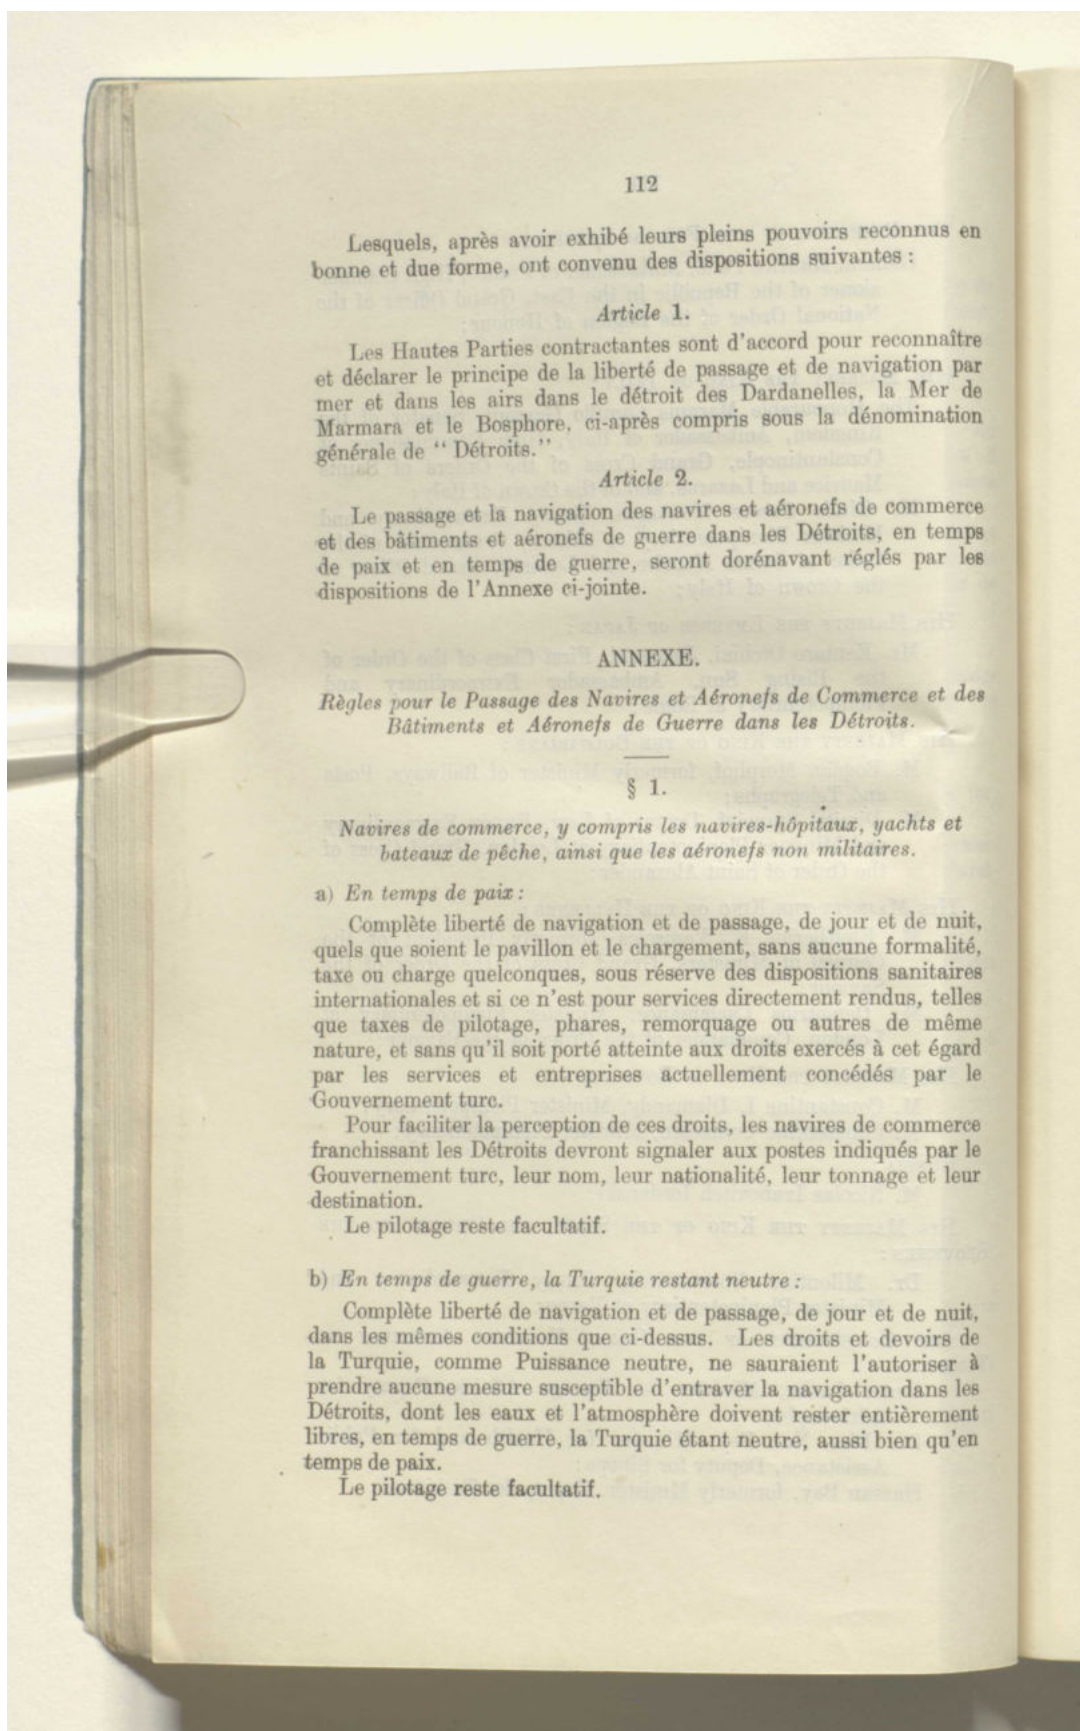 112
Lesquels, après avoir exhibé leurs pleins pouvoirs reconnus en
bonne et due forme, ont convenu des dispositions suivantes :
Article 1.
Les Hautes Parties contractantes sont d'accord pour reconnaître
et déclarer le principe de la liberté de passage et de navigation par
mer et dans les airs dans le détroit des Dardanelles, la Mer de
Marmara et le Bosphore, ci-après compris sous la dénomination
générale de “ Détroits.”
Article 2.
Le passage et la navigation des navires et aéronefs de commerce
et des bâtiments et aéronefs de guerre dans les Détroits, en temps
de paix et en temps de guerre, seront dorénavant réglés par les
dispositions de l'Annexe ci-jointe.
ANNEXE.
Règles pour le Passage des Navires et Aéronefs de Commerce et des
Bâtiments et Aéronefs de Guerre dans les Détroits.
§ 1.
Navires de commerce, y compris les navires-hôpitaux, yachts et
bateaux de pêche, ainsi que les aéronefs non militaires.
a) En temps de paix :
Complète liberté de navigation et de passage, de jour et de nuit,
quels que soient le pavillon et le chargement, sans aucune formalité,
taxe ou charge quelconques, sous réserve des dispositions sanitaires
internationales et si ce n'est pour services directement rendus, telles
que taxes de pilotage, phares, remorquage ou autres de même
nature, et sans qu'il soit porté atteinte aux droits exercés à cet égard
par les services et entreprises actuellement concédés par le
Gouvernement turc.
Pour faciliter la perception de ces droits, les navires de commerce
franchissant les Détroits devront signaler aux postes indiqués par le
Gouvernement turc, leur nom, leur nationalité, leur tonnage et leur
destination.
Le pilotage reste facultatif.
b) En temps de guerre, la Turquie restant neutre :
Complète liberté de navigation et de passage, de jour et de nuit,
dans les mêmes conditions que ci-dessus. Les droits et devoirs de
la Turquie, comme Puissance neutre, ne sauraient l'autoriser à
prendre aucune mesure susceptible d'entraver la navigation dans les
Détroits, dont les eaux et l'atmosphère doivent rester entièrement
libres, en temps de guerre, la Turquie étant neutre, aussi bien qu'en
temps de paix.
Le pilotage reste facultatif.